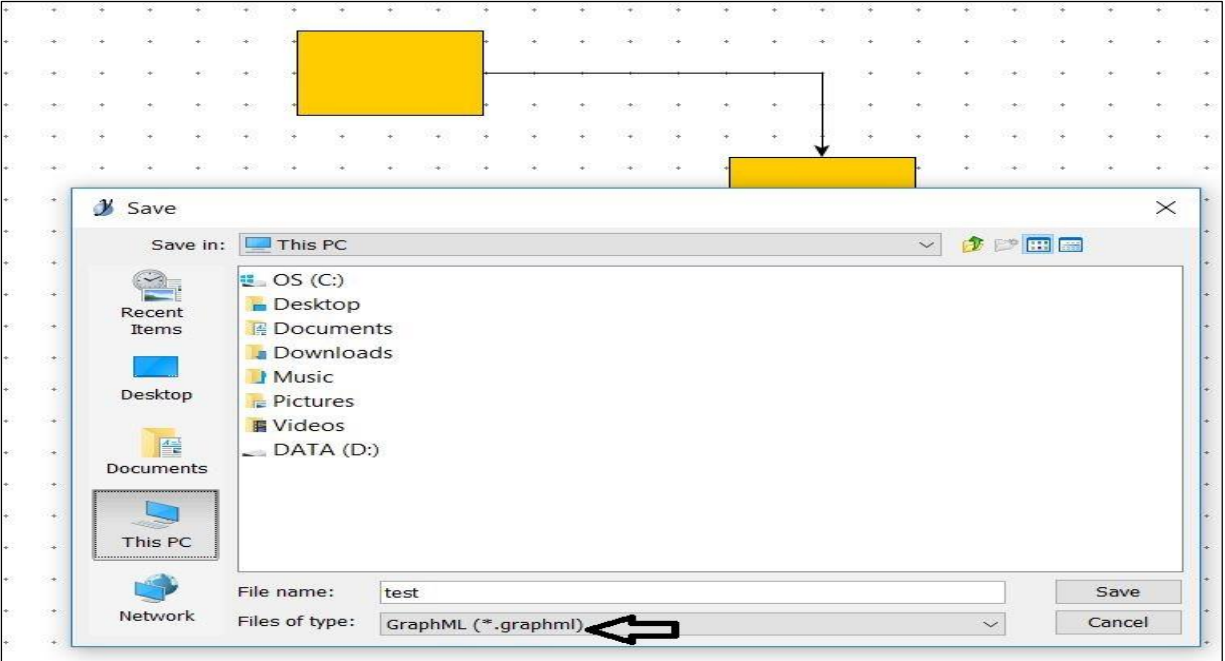 Save
Save in: This PC
OS (C:)
Desktop
Documents
Downloads
Music
Pictures
Videos
DATA (D:)
Recent
Items
Desktop
Documents
This PC
Network
File name: test Save
Files of type: GraphML (*.graphml) Cancel